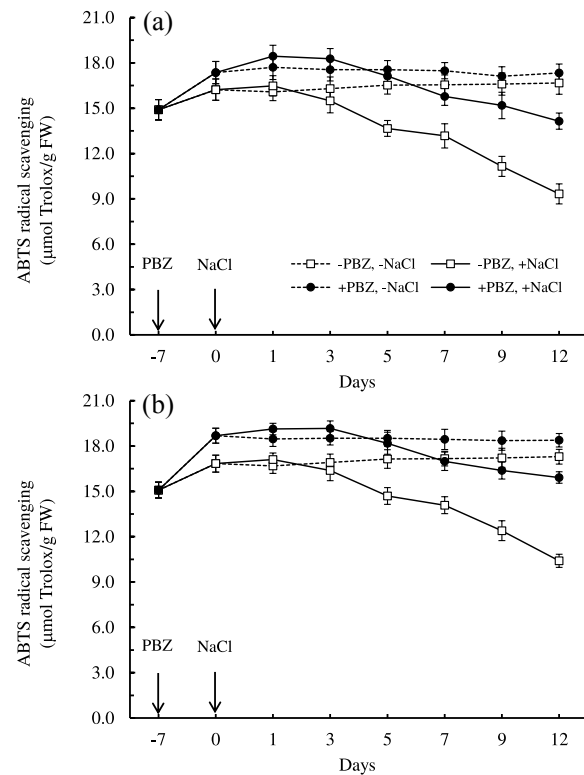 (a)
21.0
18.0
15.0
12.0
9.0
6.0
3.0
0.0
ABTS radical scavenging
(µmol Trolox/g FW)
PBZ NaCl
-PBZ, -NaCl -PBZ, +NaCl
+PBZ, -NaCl +PBZ, +NaCl
-7 0 1 3 5 7 9 12
Days
(b)
21.0
18.0
15.0
12.0
9.0
6.0
3.0
0.0
ABTS radical scavenging
(µmol Trolox/g FW)
PBZ NaCl
-7 0 1 3 5 7 9 12
Days